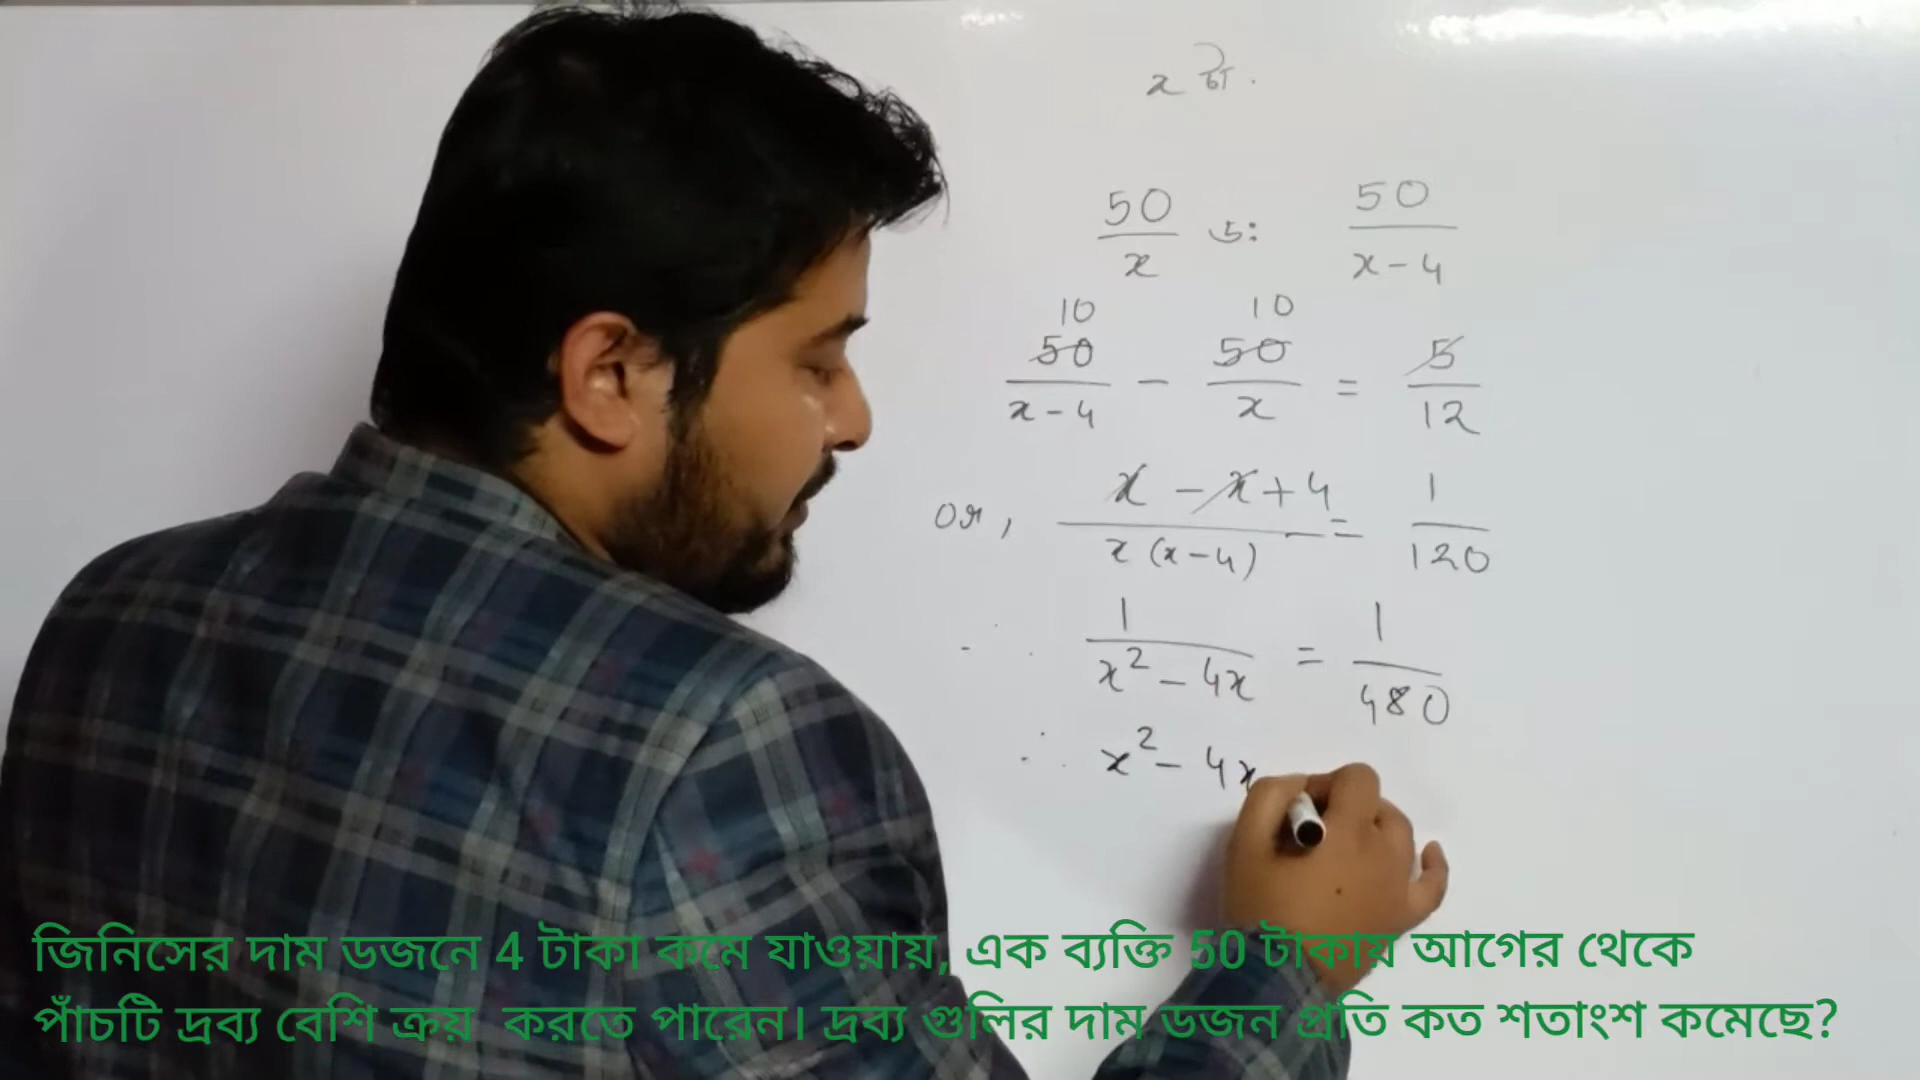 x টা.
50/x ডঃ 50/x-4
10 10
50/x-4 - 50/x = 5/12
or, x - x + 4/x (x-4) = 1/120
1/x² - 4x = 1/480
∴ x² - 4x
জিনিসের দাম ডজনে 4 টাকা কমে যাওয়ায়, এক ব্যক্তি 50 টাকায় আগের থেকে
পাঁচটি দ্রব্য বেশি ক্রয় করতে পারেন। দ্রব্য গুলির দাম ডজন প্রতি কত শতাংশ কমেছে?